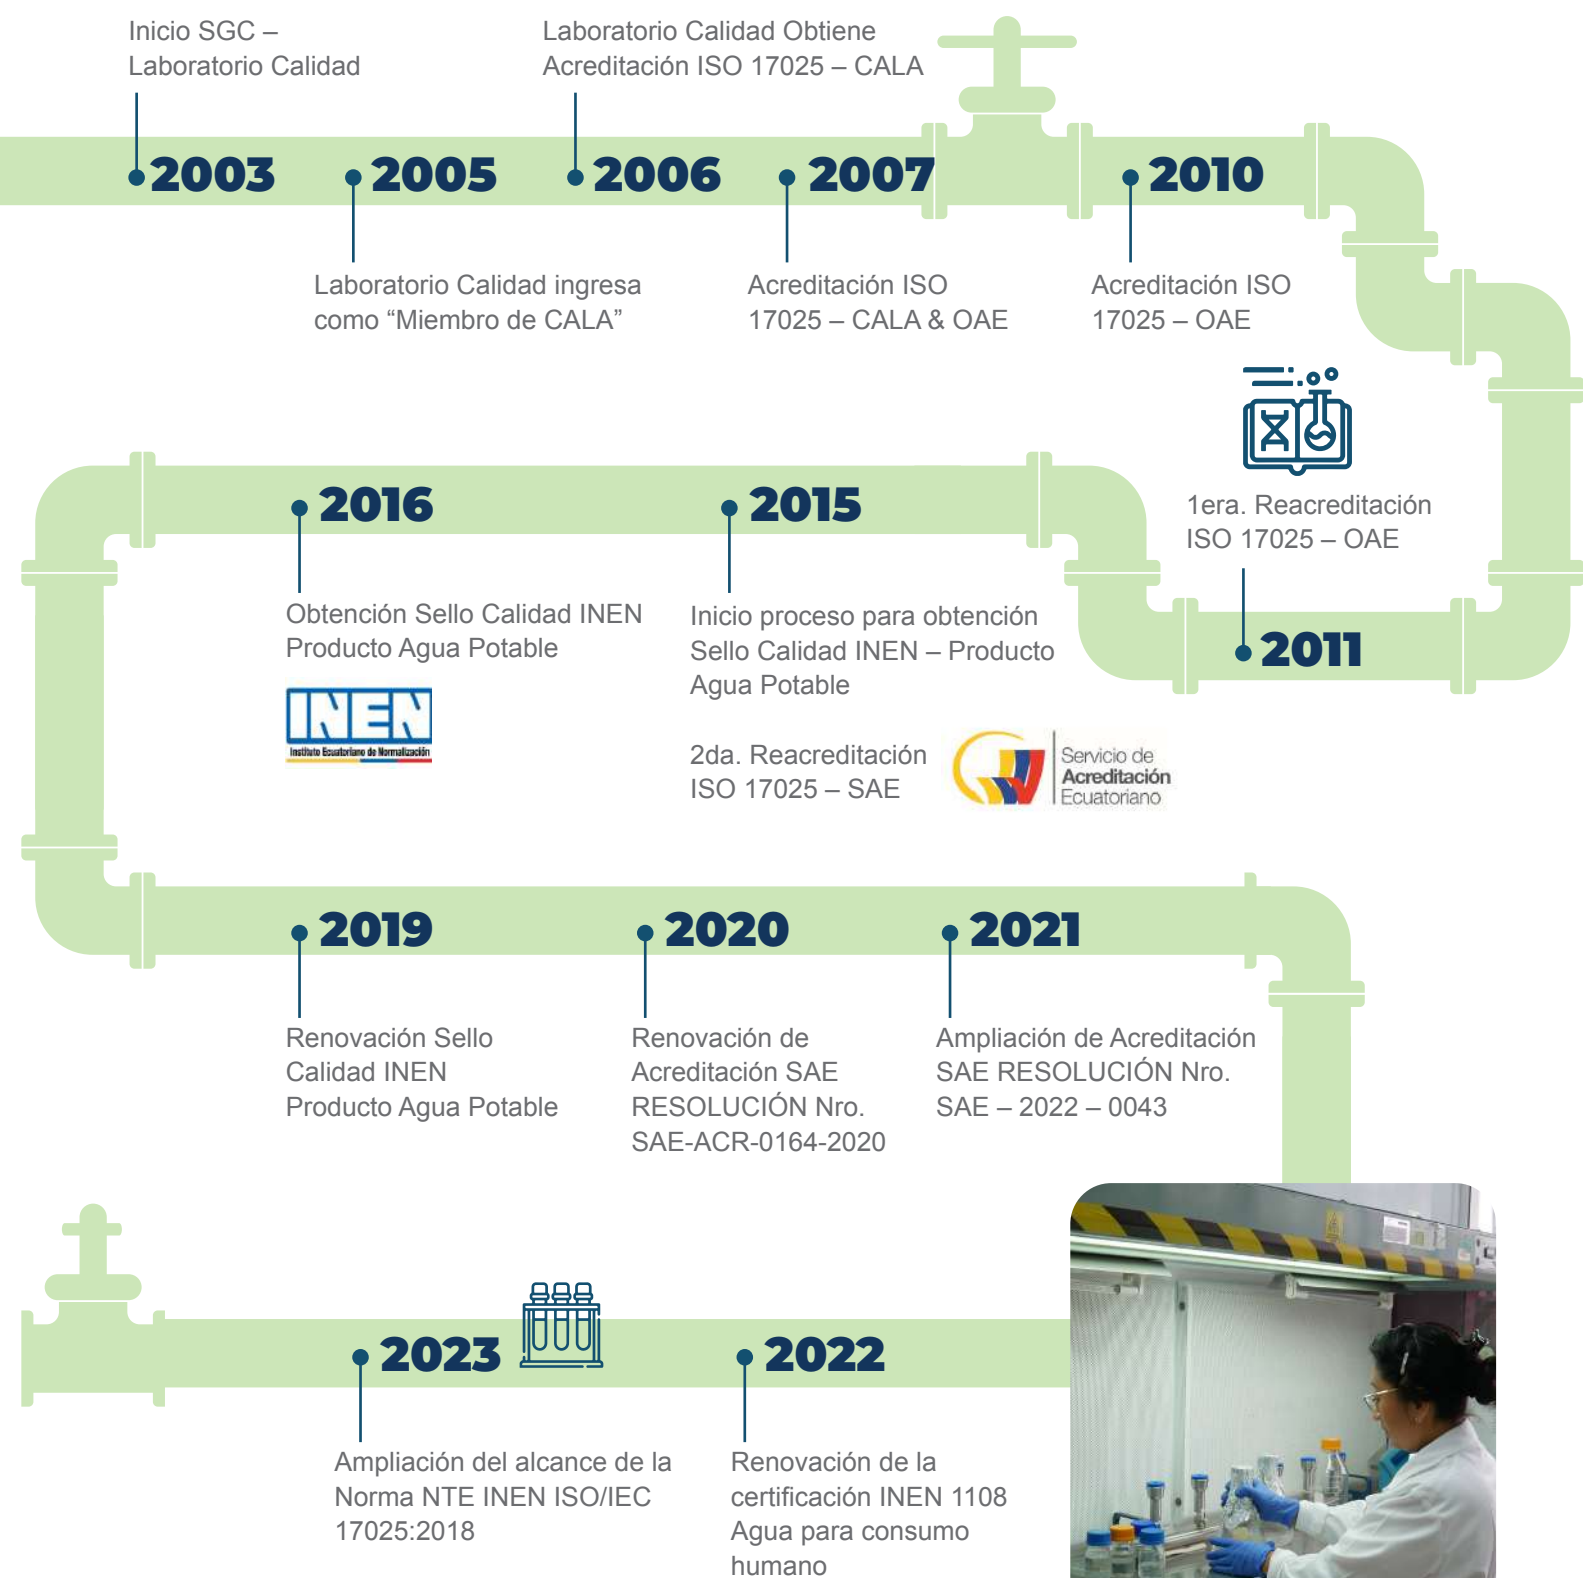 Inicio SGC –
Laboratorio Calidad
Laboratorio Calidad Obtiene
Acreditación ISO 17025 – CALA
2003
2005
2006
2007
2010
Laboratorio Calidad ingresa
como “Miembro de CALA”
Acreditación ISO
17025 – CALA & OAE
Acreditación ISO
17025 – OAE
1era. Reacreditación
ISO 17025 – OAE
2011
2015
Inicio proceso para obtención
Sello Calidad INEN – Producto
Agua Potable
2da. Reacreditación
ISO 17025 – SAE
Servicio de
Acreditación
Ecuatoriano
2016
Obtención Sello Calidad INEN
Producto Agua Potable
INEN
Instituto Ecuatoriano de Normalización
2019
Renovación Sello
Calidad INEN
Producto Agua Potable
2020
Renovación de
Acreditación SAE
RESOLUCIÓN Nro.
SAE-ACR-0164-2020
2021
Ampliación de Acreditación
SAE RESOLUCIÓN Nro.
SAE – 2022 – 0043
2022
Renovación de la
certificación INEN 1108
Agua para consumo
humano
2023
Ampliación del alcance de la
Norma NTE INEN ISO/IEC
17025:2018